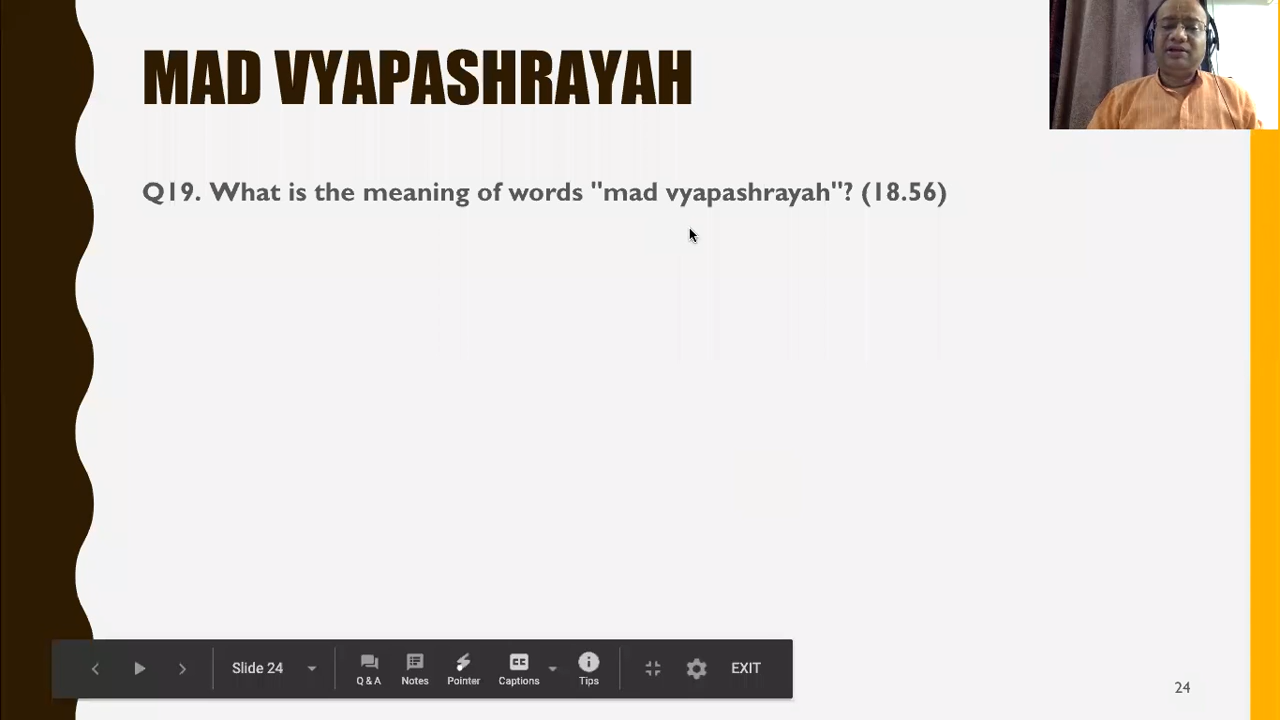 MAD VYAPASHRAYAH
Q19. What is the meaning of words "mad vyapashrayah"? (18.56)
Slide 24
Q & A
Notes
Pointer
CC
Captions
Tips
EXIT
24